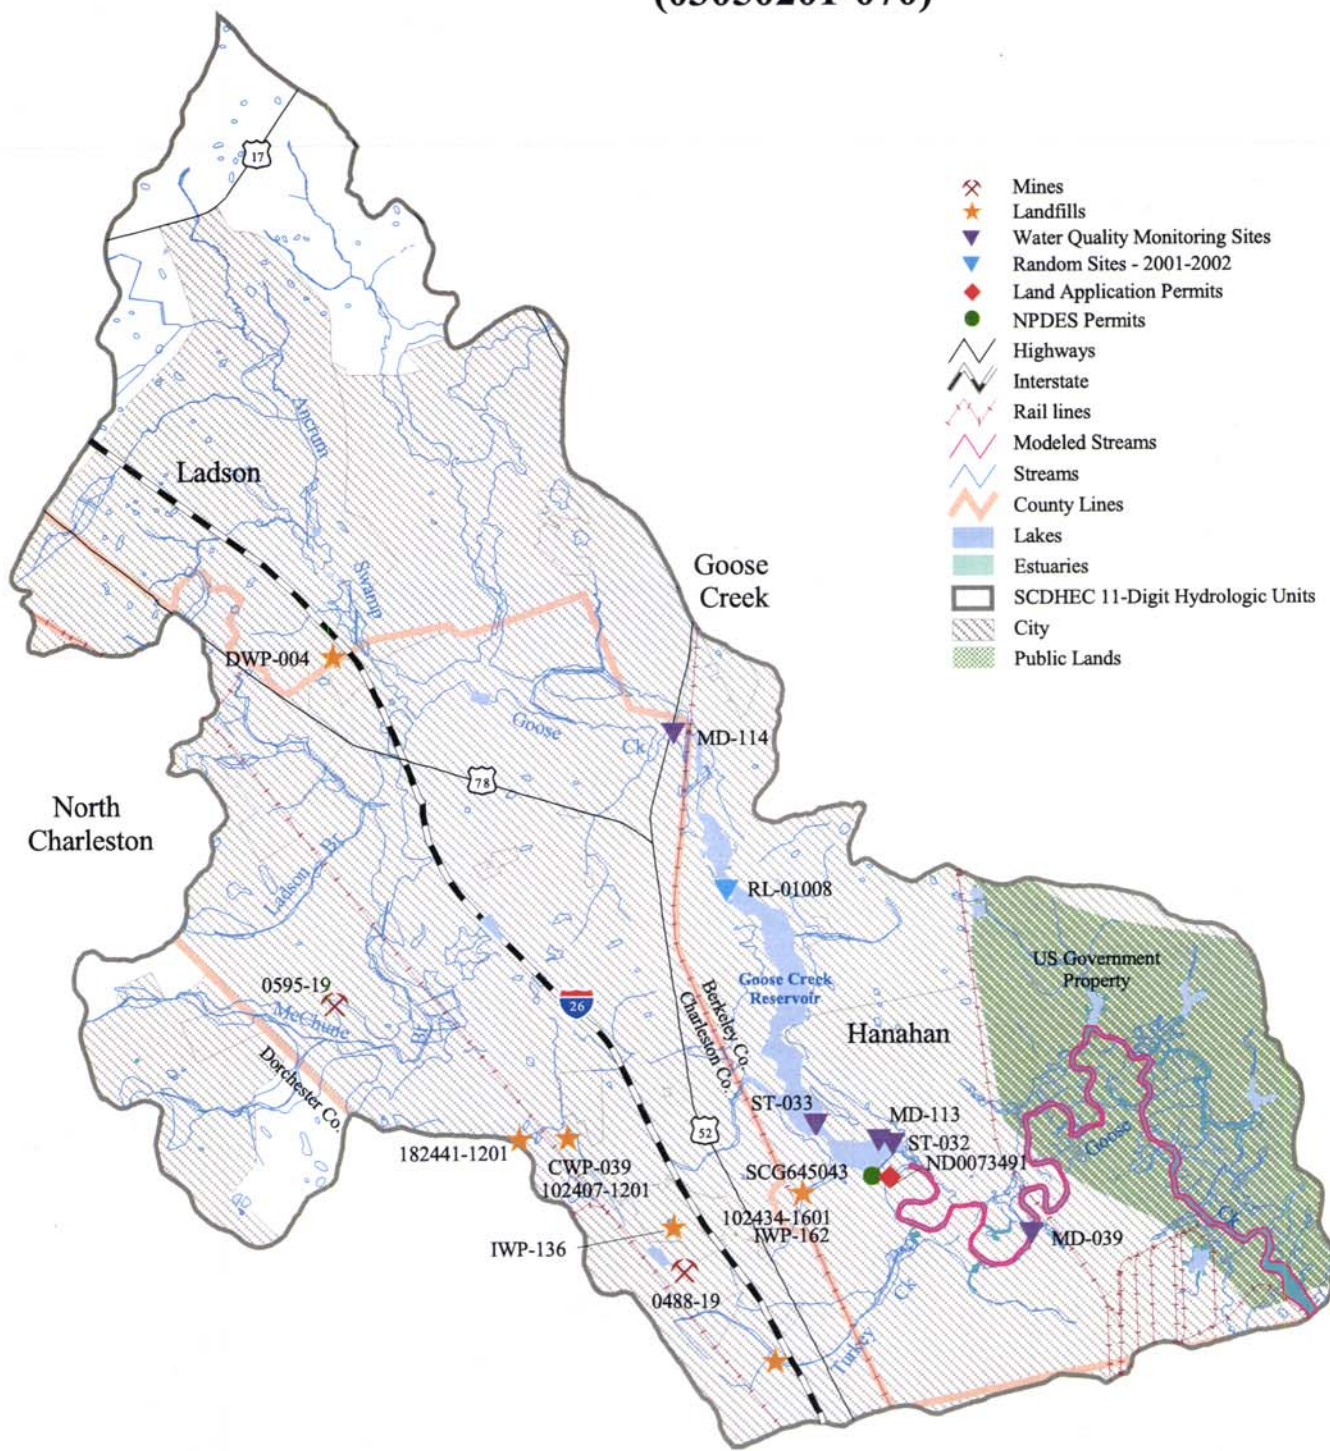 17
Mines
Landfills
Water Quality Monitoring Sites
Random Sites - 2001-2002
Land Application Permits
NPDES Permits
Highways
Interstate
Rail lines
Modeled Streams
Streams
County Lines
Lakes
Estuaries
SCDHEC 11-Digit Hydrologic Units
City
Public Lands
Ancrum
Ladson
Swamp
Goose
Creek
DWP-004
Goose
Ck
MD-114
78
North
Charleston
Ladson Br
RL-01008
US Government
Property
0595-19
Goose Creek
Reservoir
26
McChune
Br
Berkeley Co.
Charleston Co.
Hanahan
Dorchester Co.
ST-033
MD-113
52
ST-032
182441-1201
CWP-039
SCG645043
ND0073491
102407-1201
Goose
Ck
102434-1601
IWP-162
IWP-136
MD-039
0488-19
Turkey
Ck